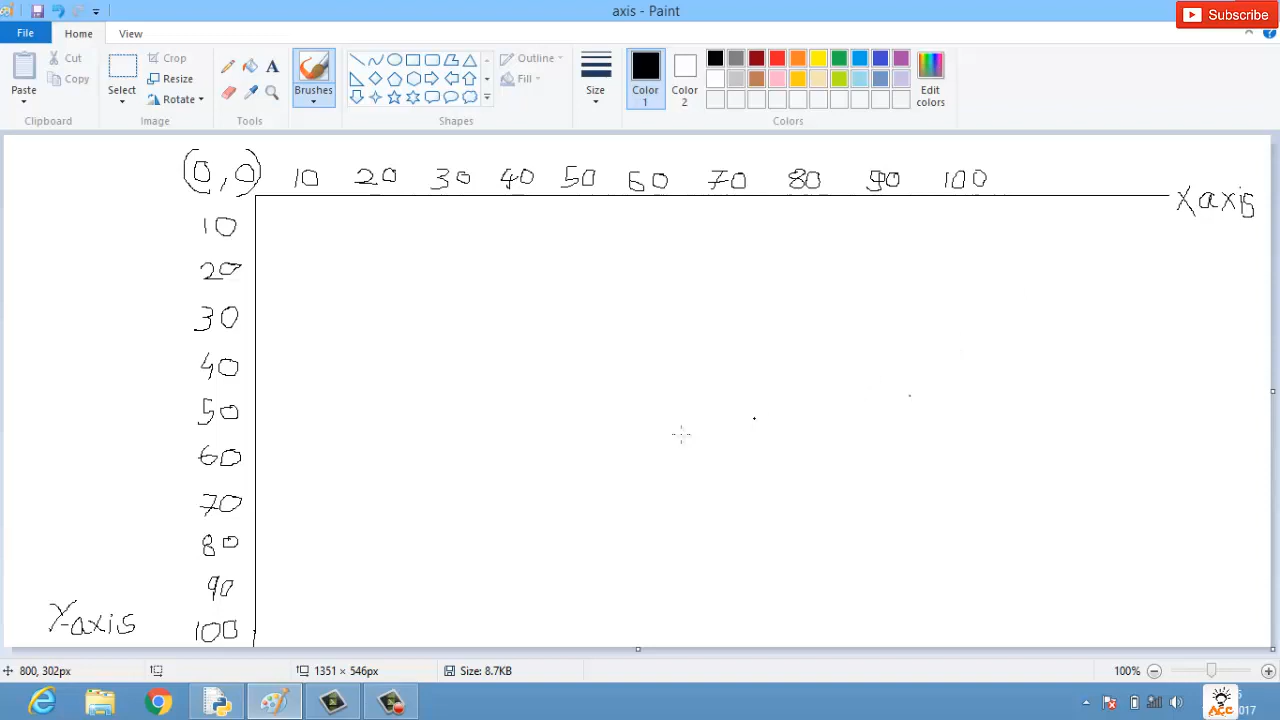 axis - Paint
Subscribe
File Home View
Paste
Cut
Copy
Clipboard
Select
Crop
Resize
Rotate
Image
Tools
Brushes
Shapes
Outline
Fill
Size
Color 1
Color 2
Colors
Edit colors
(0,0) 10 20 30 40 50 60 70 80 90 100
X axis
10
20
30
40
50
60
70
80
90
100
Y-axis
800, 302px
1351 × 546px
Size: 8.7KB
100%
ACC